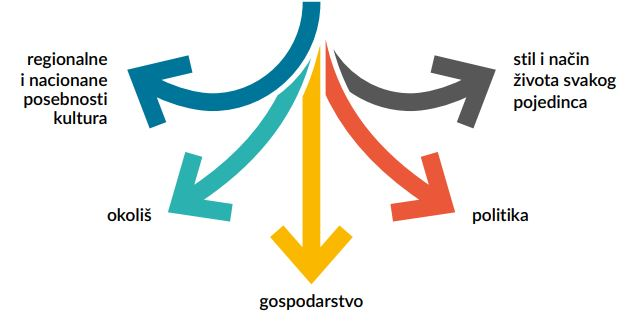 regionalne
i nacionane
posebnosti
kultura
stil i način
života svakog
pojedinca
okoliš
politika
gospodarstvo